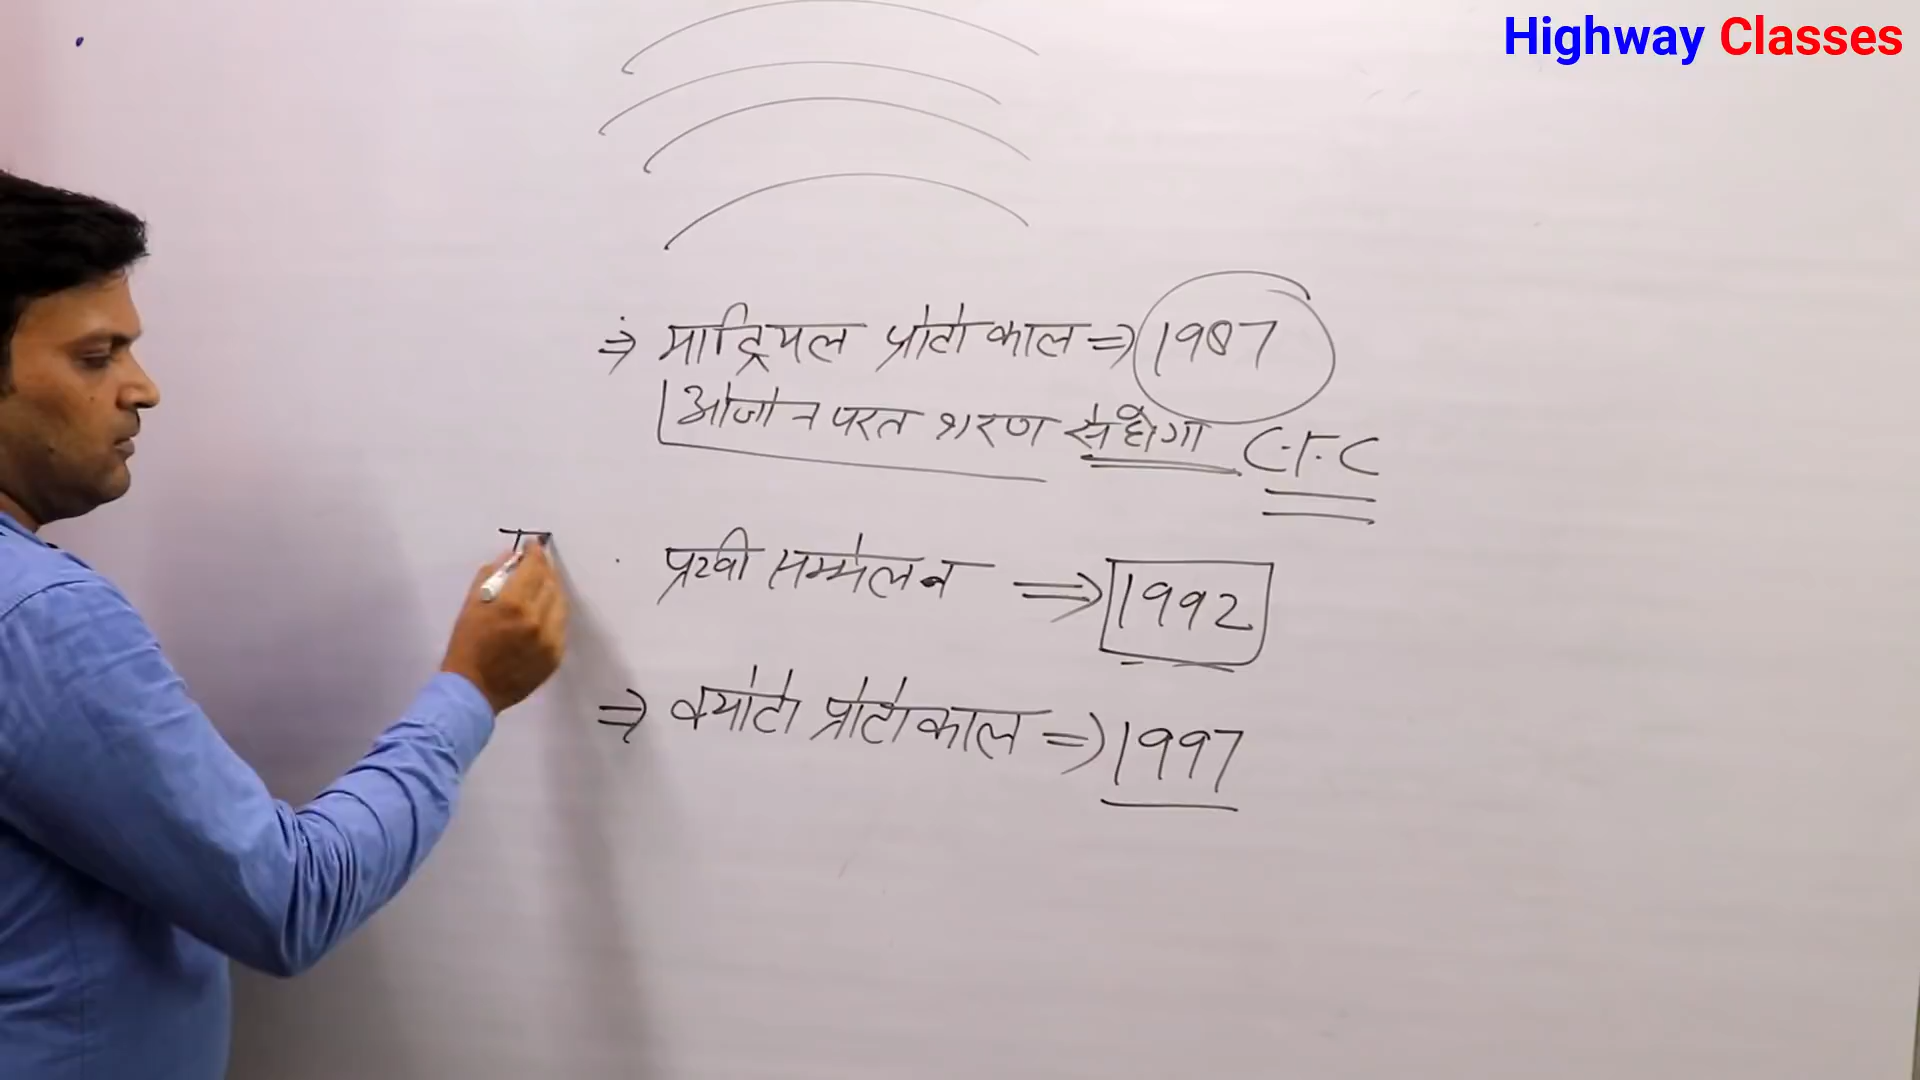 Highway Classes
⇒ माट्रियल प्रोटोकाल ⇒ 1987
ओजोन परत क्षरण C.F.C
पृथ्वी सम्मेलन ⇒ 1992
⇒ क्योटो प्रोटोकाल ⇒ 1997